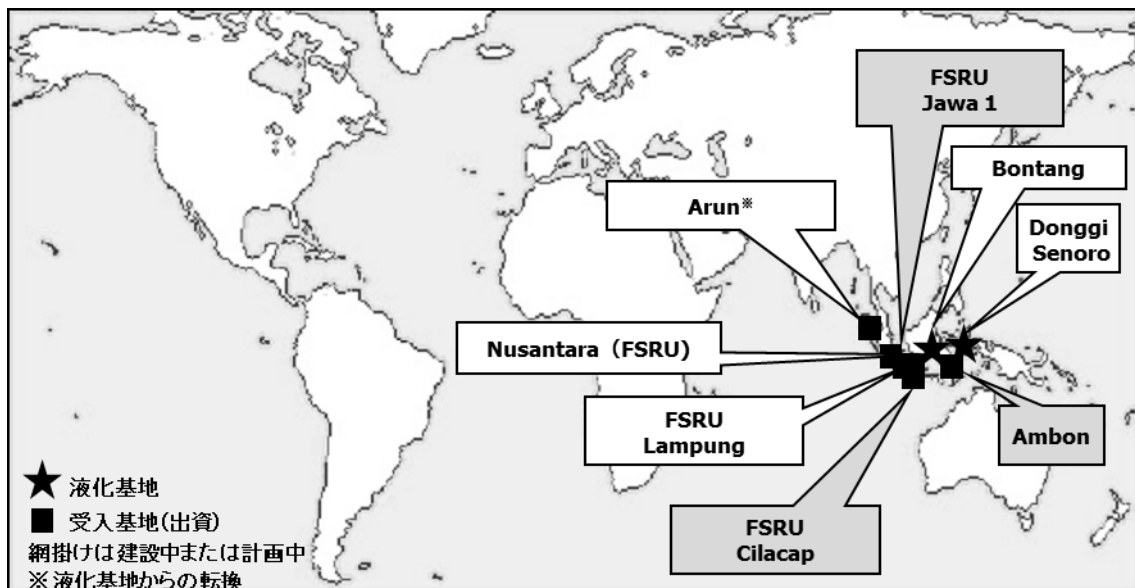 FSRU
Jawa 1
Bontang
Arun※
Donggi
Senoro
Nusantara（FSRU）
FSRU
Lampung
Ambon
FSRU
Cilacap
★ 液化基地
■ 受入基地(出資)
網掛けは建設中または計画中
※液化基地からの転換